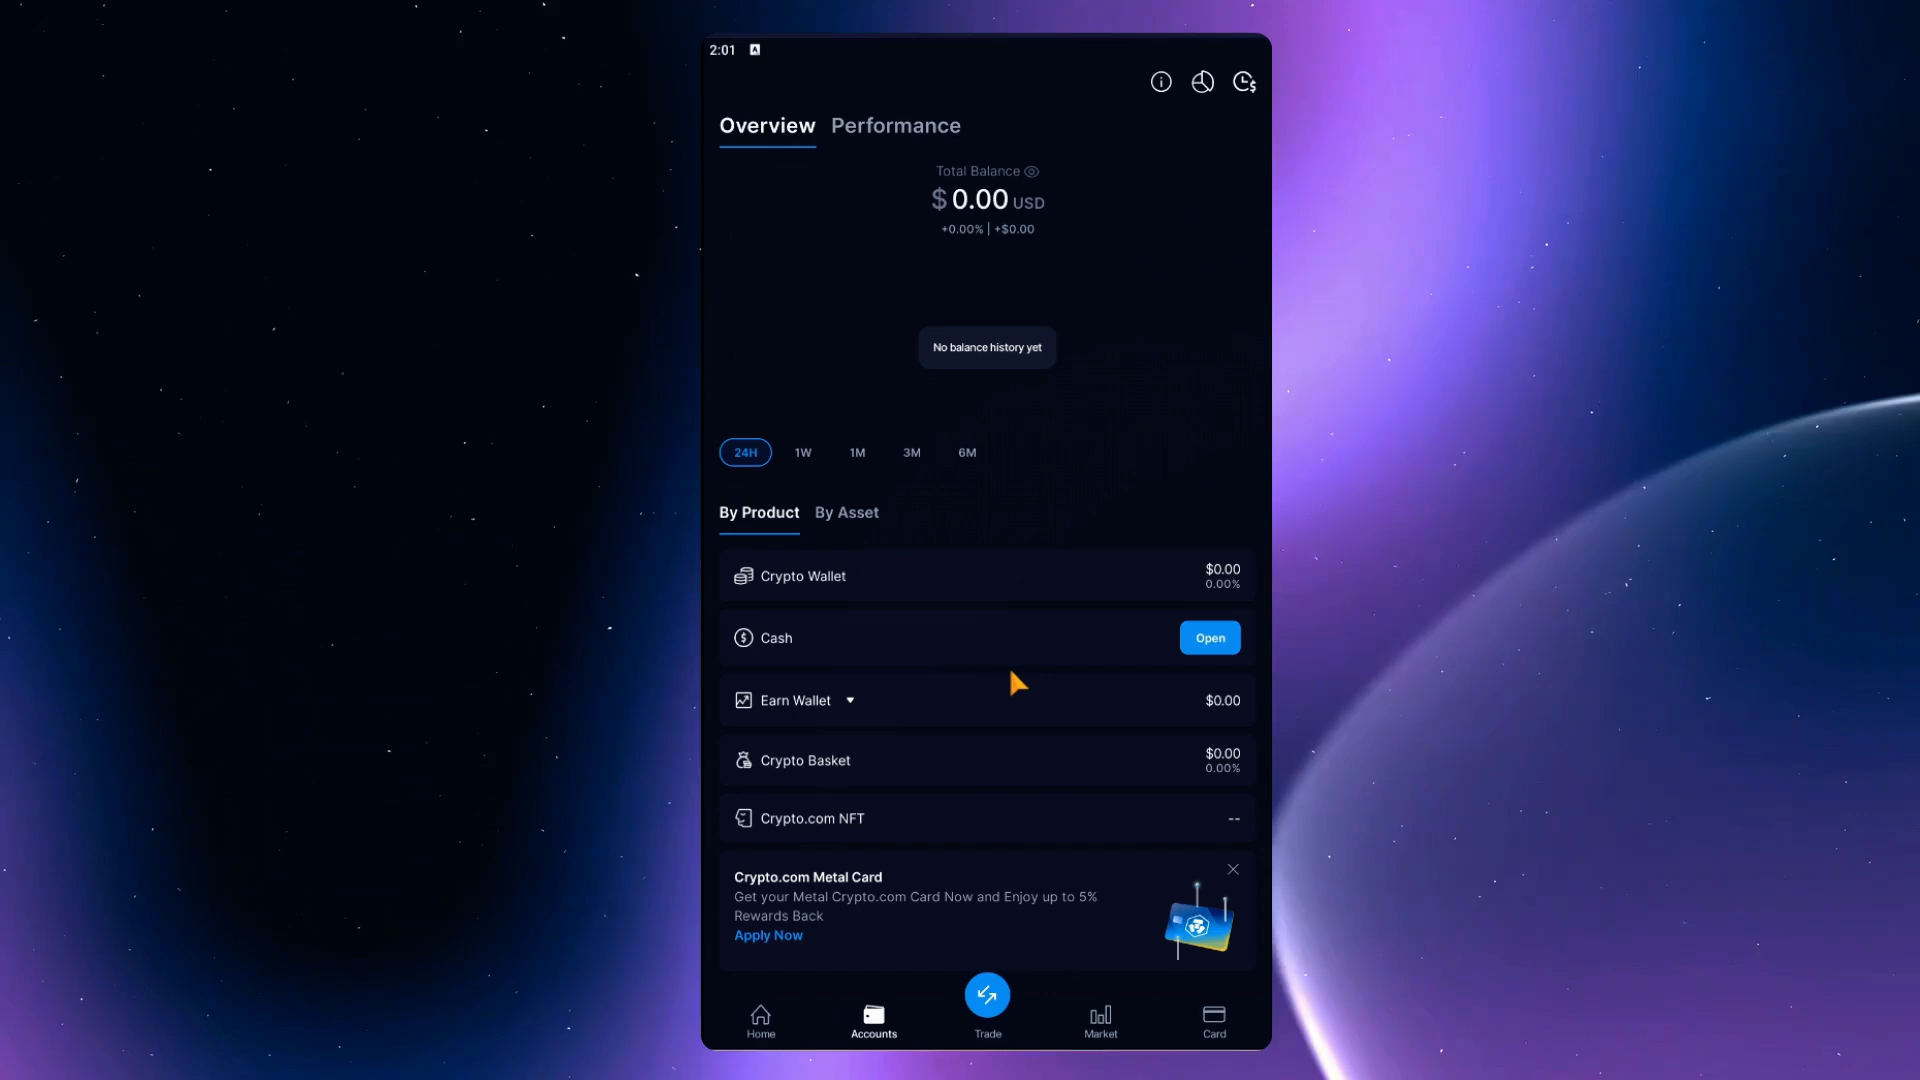 2:01 A
Overview Performance
Total Balance
$ 0.00 USD
+0.00% | +$0.00
No balance history yet
24H 1W 1M 3M 6M
By Product By Asset
Crypto Wallet $0.00
0.00%
Cash Open
Earn Wallet $0.00
Crypto Basket $0.00
0.00%
Crypto.com NFT --
Crypto.com Metal Card
Get your Metal Crypto.com Card Now and Enjoy up to 5%
Rewards Back
Apply Now
Home Accounts Trade Market Card